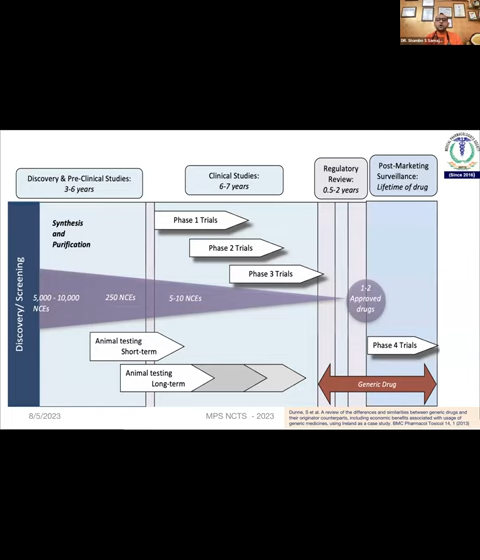 DR. Shambo S Samaj...
Discovery & Pre-Clinical Studies:
3-6 years
Clinical Studies:
6-7 years
Regulatory
Review:
0.5-2 years
Post-Marketing
Surveillance:
Lifetime of drug
(Since 2016)
Discovery/ Screening
Synthesis
and
Purification
Phase 1 Trials
Phase 2 Trials
Phase 3 Trials
5,000 - 10,000
NCEs
250 NCEs
5-10 NCEs
1-2
Approved
drugs
Animal testing
Short-term
Phase 4 Trials
Animal testing
Long-term
Generic Drug
8/5/2023
MPS NCTS - 2023
Dunne, S et al. A review of the differences and similarities between generic drugs and
their originator counterparts, including economic benefits associated with usage of
generic medicines, using Ireland as a case study. BMC Pharmacol Toxicol 14, 1 (2013)